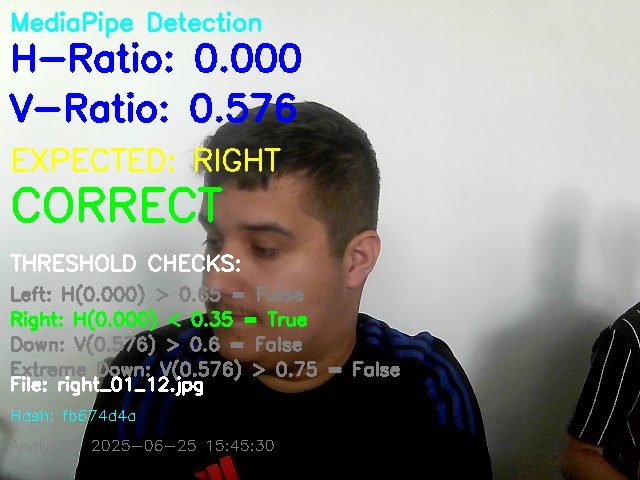 MediaPipe Detection
H-Ratio: 0.000
V-Ratio: 0.576
EXPECTED: RIGHT
CORRECT
THRESHOLD CHECKS:
Left: H(0.000) > 0.65 = False
Right: H(0.000) < 0.35 = True
Down: V(0.576) > 0.6 = False
Extreme Down: V(0.576) > 0.75 = False
File: right_01_12.jpg
Hash: fb674d4a
2025-06-25 15:45:30